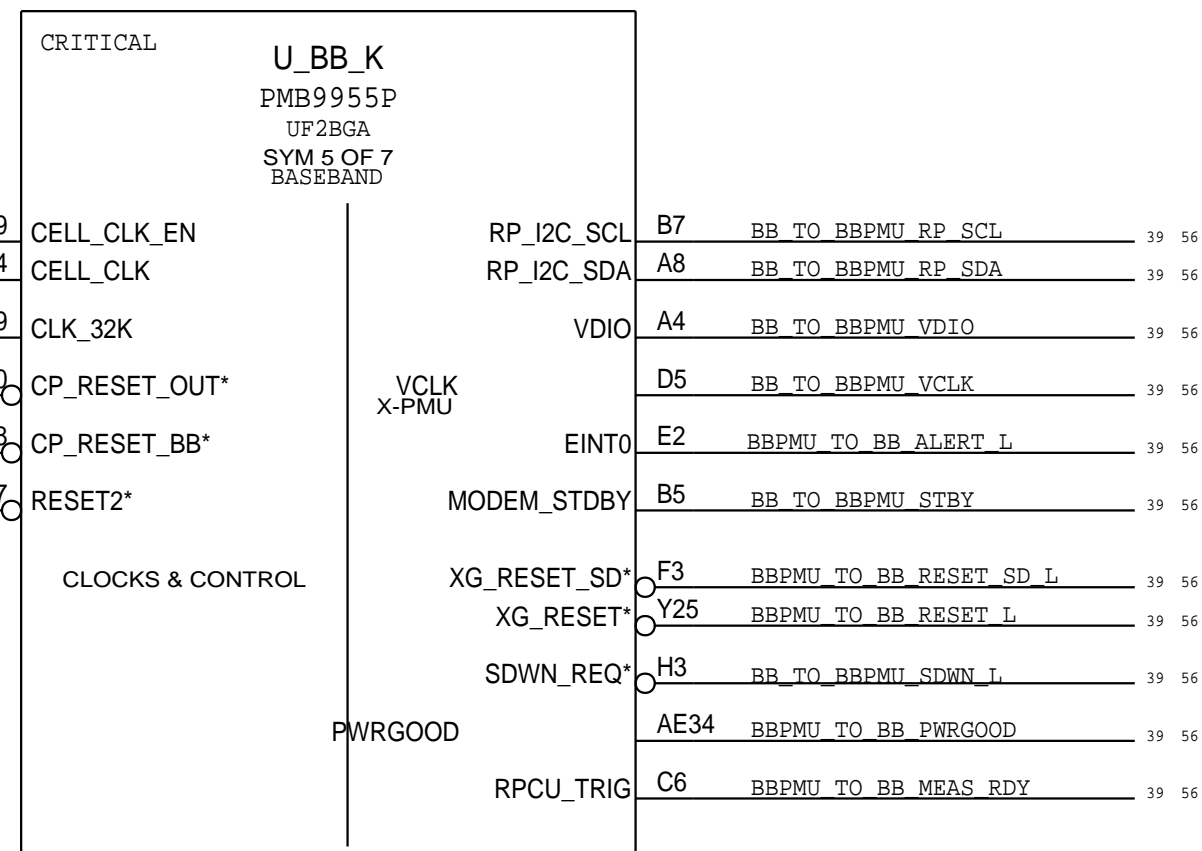 CRITICAL
U_BB_K
PMB9955P
UF2BGA
SYM 5 OF 7
BASEBAND
9 CELL_CLK_EN RP_I2C_SCL B7 BB_TO_BBPMU_RP_SCL 39 56
4 CELL_CLK RP_I2C_SDA A8 BB_TO_BBPMU_RP_SDA 39 56
9 CLK_32K VDIO A4 BB_TO_BBPMU_VDIO 39 56
CP_RESET_OUT* VCLK D5 BB_TO_BBPMU_VCLK 39 56
X-PMU
CP_RESET_BB* EINT0 E2 BBPMU_TO_BB_ALERT_L 39 56
RESET2* MODEM_STDBY B5 BB_TO_BBPMU_STBY 39 56
CLOCKS & CONTROL XG_RESET_SD* F3 BBPMU_TO_BB_RESET_SD_L 39 56
XG_RESET* Y25 BBPMU_TO_BB_RESET_L 39 56
SDWN_REQ* H3 BB_TO_BBPMU_SDWN_L 39 56
PWRGOOD AE34 BBPMU_TO_BB_PWRGOOD 39 56
RPCU_TRIG C6 BBPMU_TO_BB_MEAS_RDY 39 56